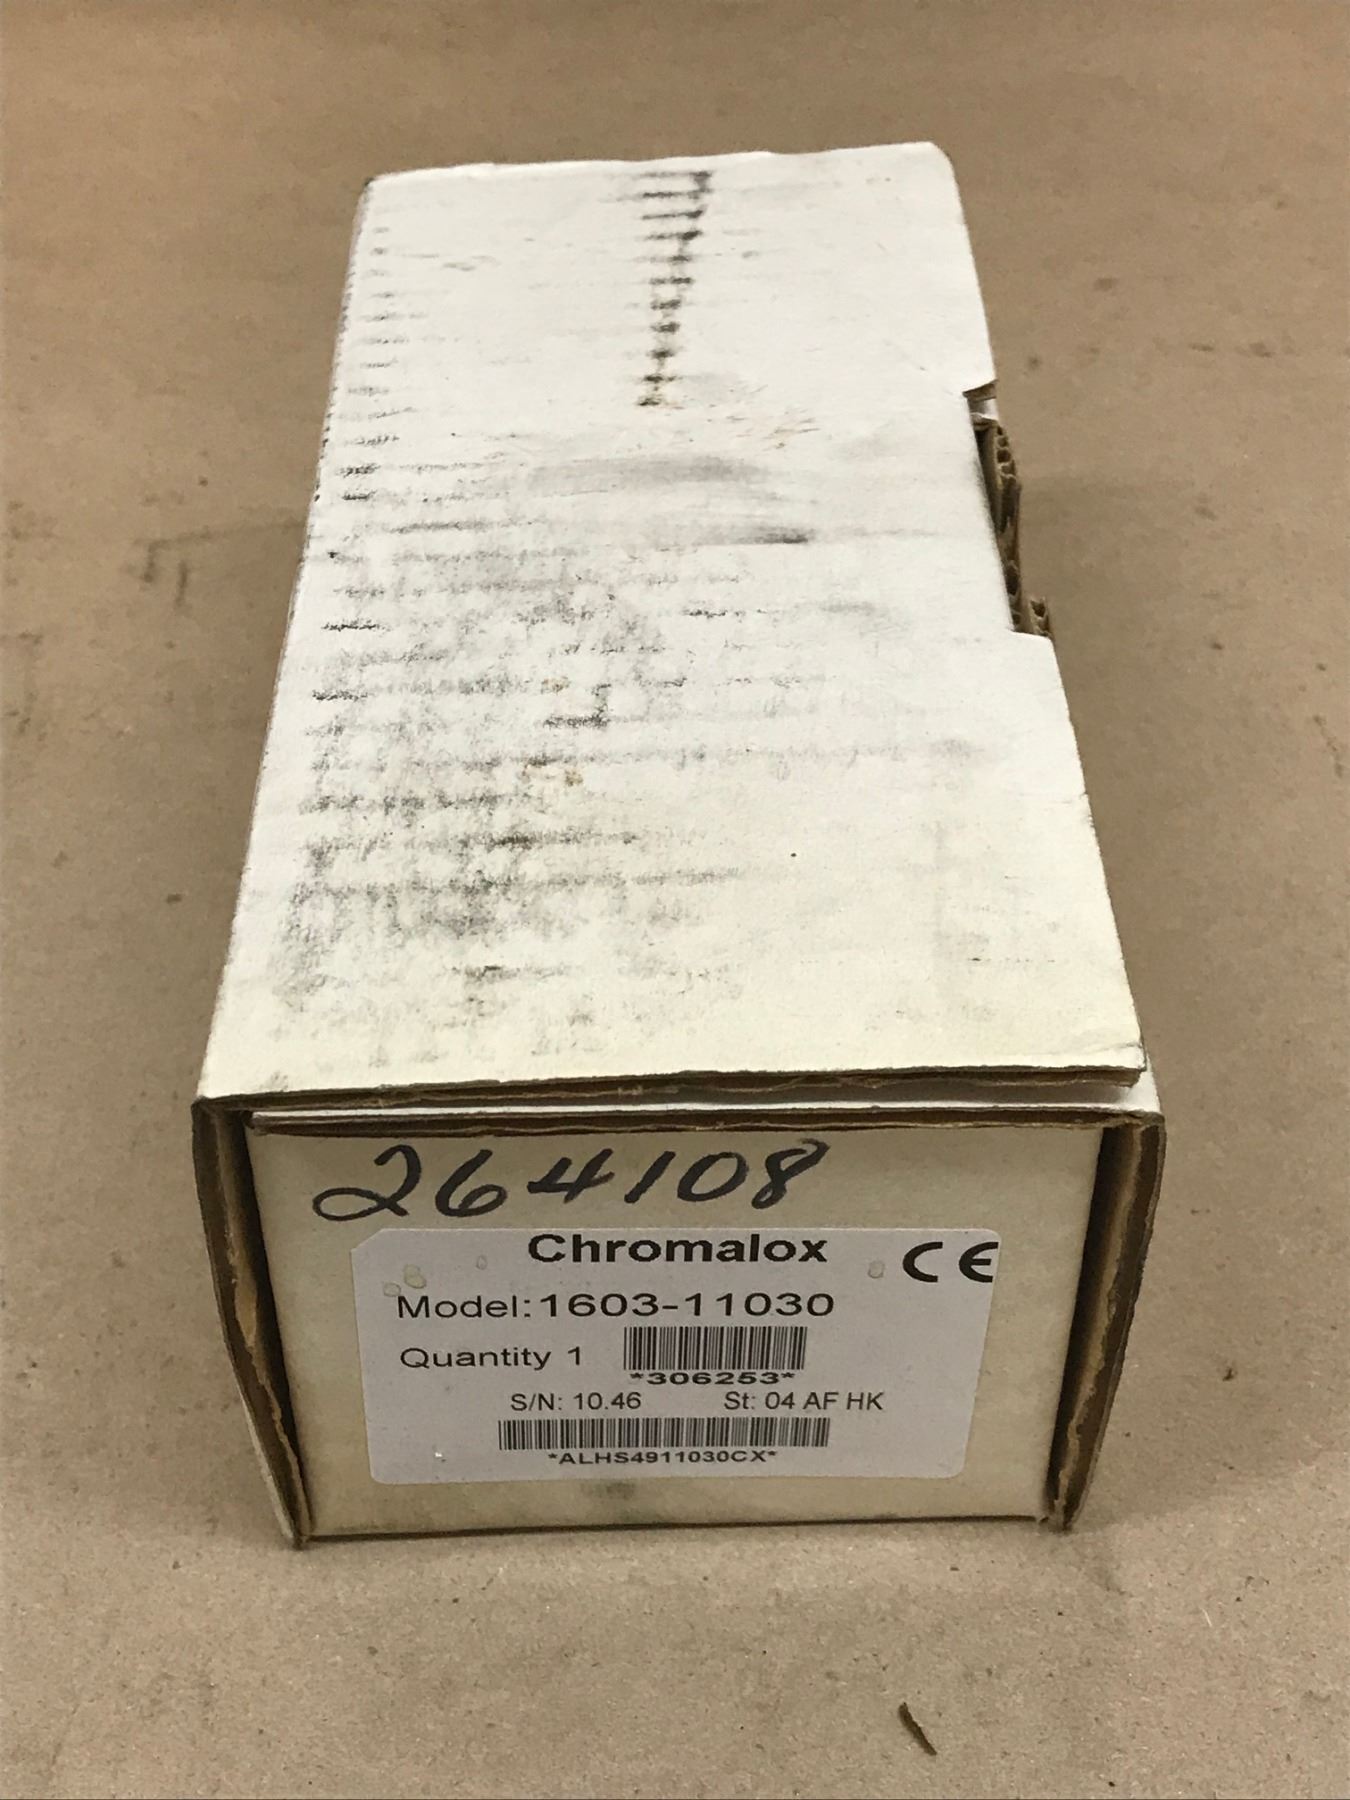 264108
Chromalox CE
Model:1603-11030
Quantity 1
*306253*
S/N: 10.46 St: 04 AF HK
*ALHS4911030CX*